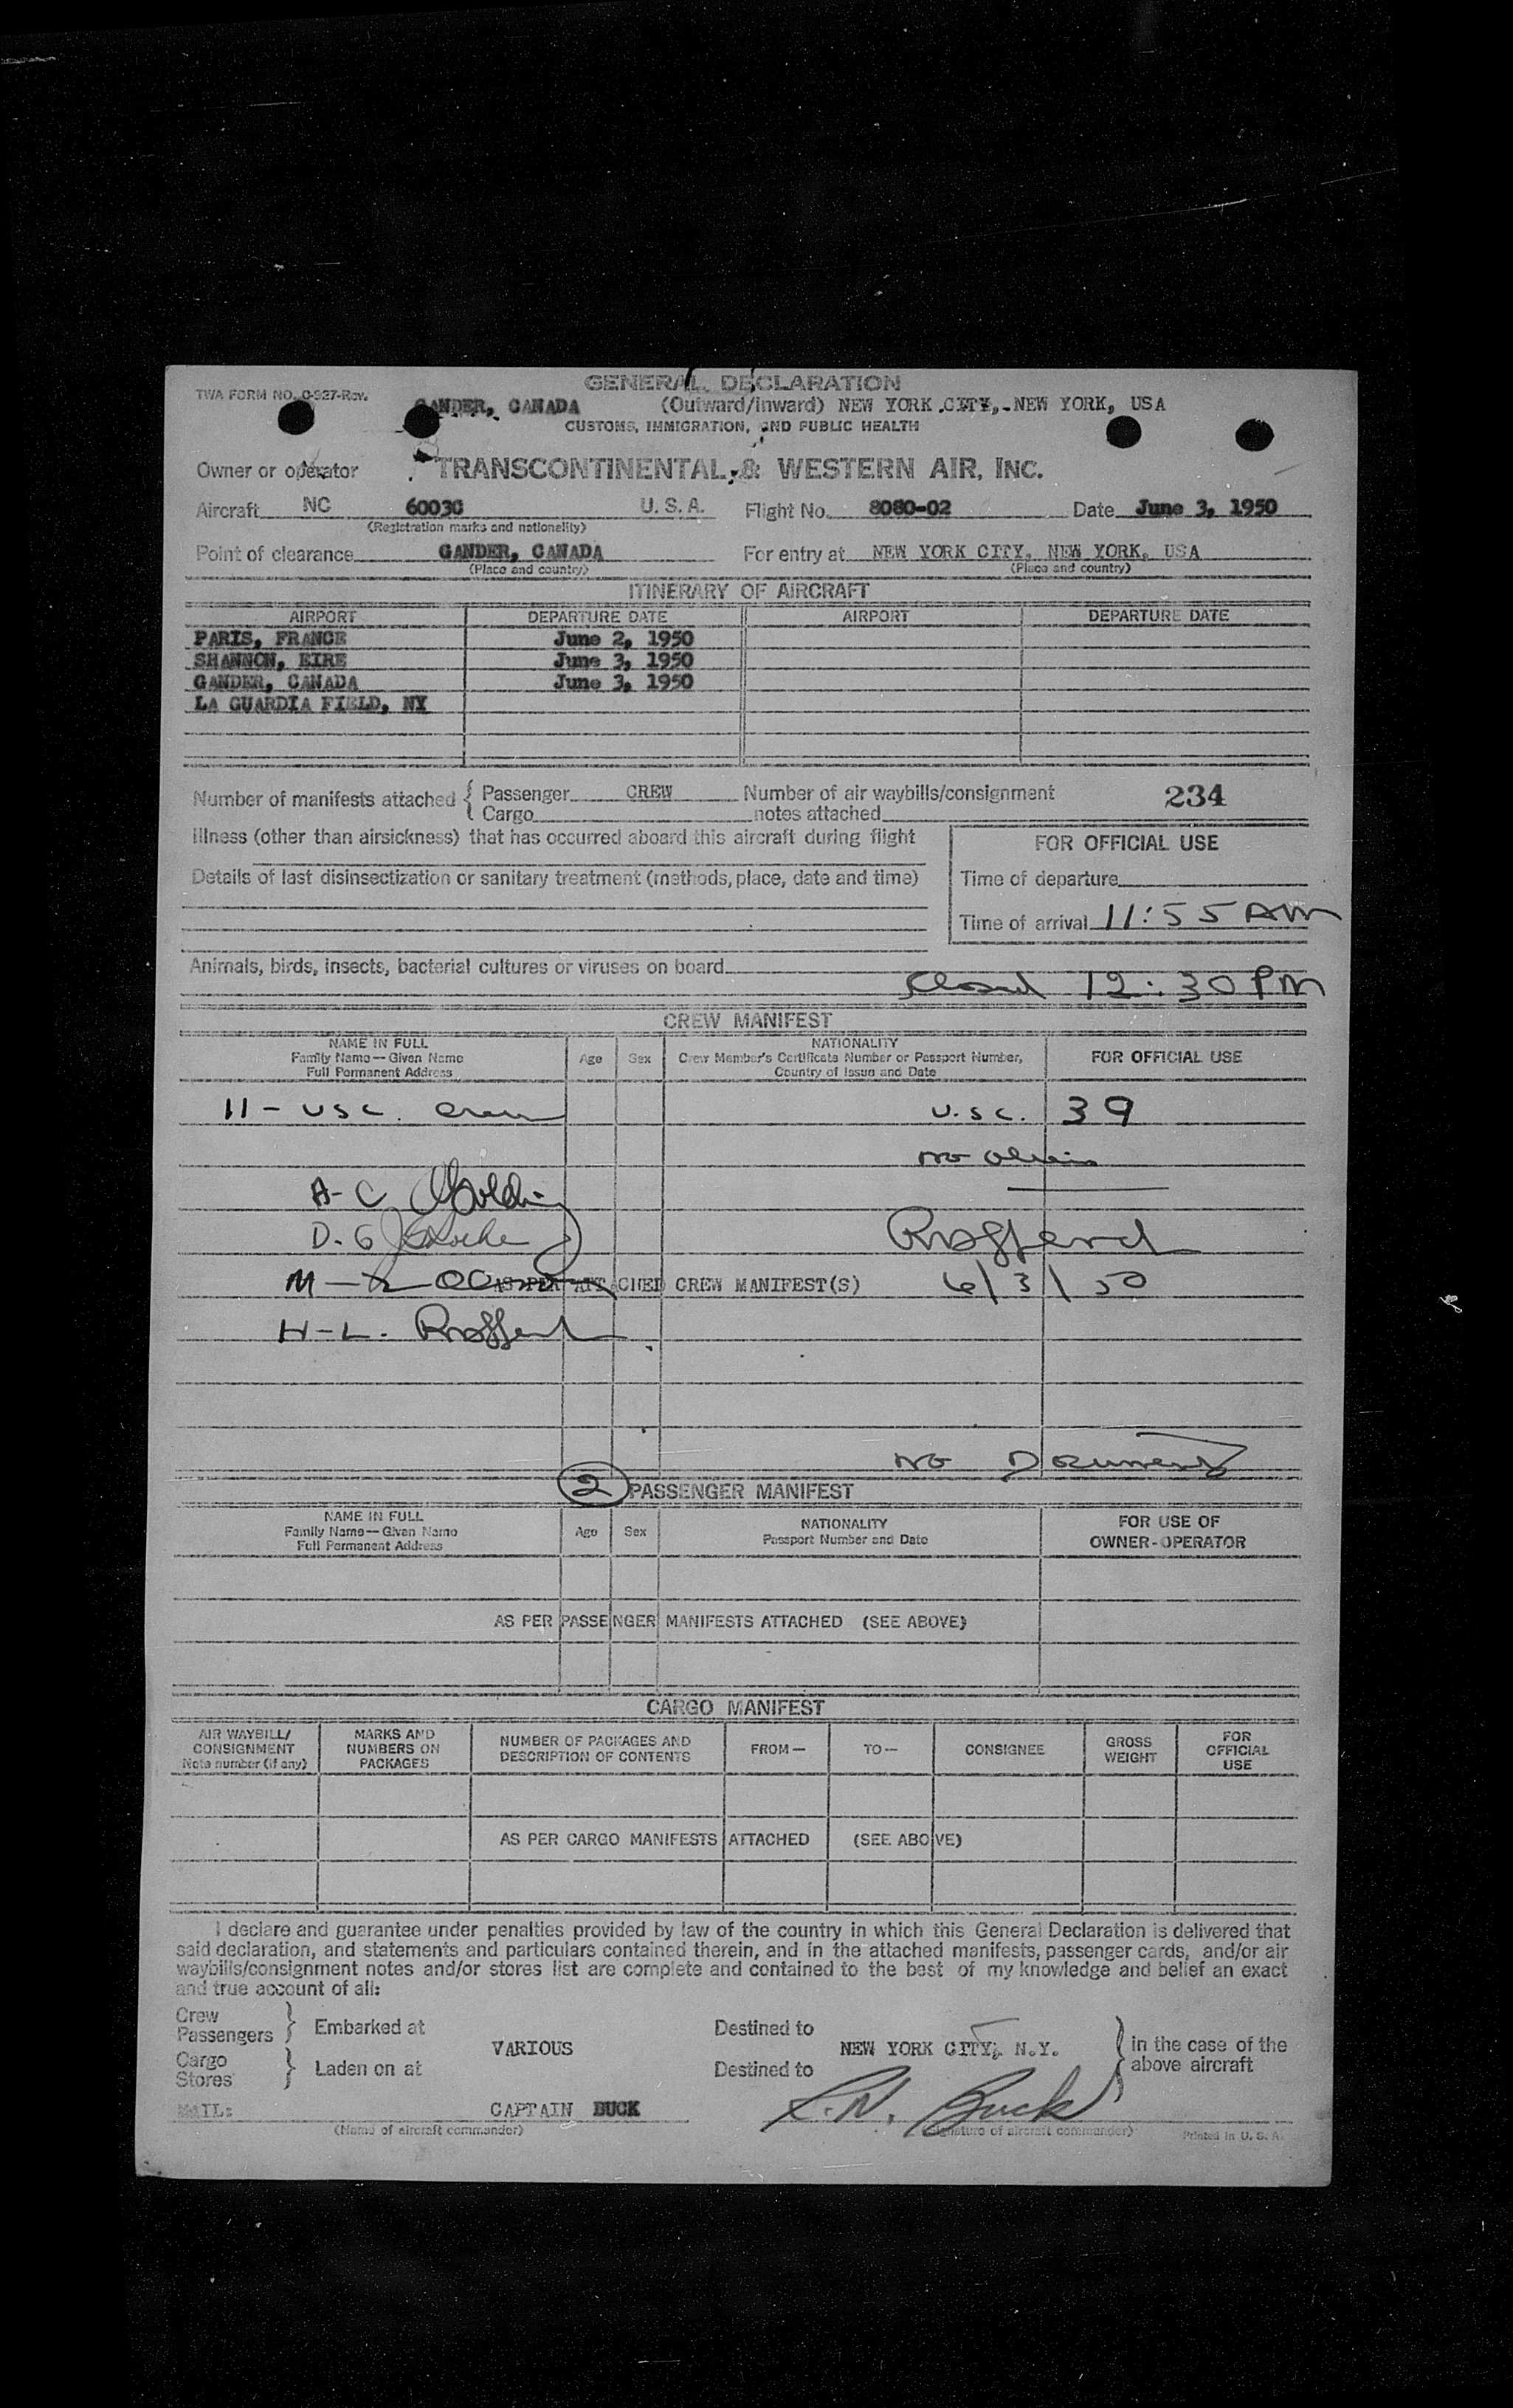 GENERAL DECLARATION
TWA FORM NO. 0-927-Rev.
GANDER, CANADA (Outward/Inward) NEW YORK CITY, NEW YORK, USA
CUSTOMS, IMMIGRATION, AND PUBLIC HEALTH
Owner or operator TRANSCONTINENTAL & WESTERN AIR, INC.
Aircraft NC 6003C U. S. A. Flight No. 8080-02 Date June 3, 1950
(Registration marks and nationality)
Point of clearance GANDER, CANADA For entry at NEW YORK CITY, NEW YORK, USA
(Place and country) (Place and country)
ITINERARY OF AIRCRAFT
AIRPORT DEPARTURE DATE AIRPORT DEPARTURE DATE
PARIS, FRANCE June 2, 1950
SHANNON, EIRE June 3, 1950
GANDER, CANADA June 3, 1950
LA GUARDIA FIELD, NY
Number of manifests attached { Passenger CREW Number of air waybills/consignment 234
Cargo notes attached
Illness (other than airsickness) that has occurred aboard this aircraft during flight
FOR OFFICIAL USE
Details of last disinsectization or sanitary treatment (methods, place, date and time)
Time of departure
Time of arrival 11:55 AM
Animals, birds, insects, bacterial cultures or viruses on board
Closed 12:30 PM
CREW MANIFEST
NAME IN FULL
Family Name — Given Name
Full Permanent Address
Age Sex
NATIONALITY
Crew Member's Certificate Number or Passport Number,
Country of Issue and Date
FOR OFFICIAL USE
11 - USC. Crew U.S.C. 39
no aliens
A-C Golding
D. G
M-
AS PER ATTACHED CREW MANIFEST(S) 6/3/50
H-L.
NO Documents
2 PASSENGER MANIFEST
NAME IN FULL
Family Name — Given Name
Full Permanent Address
Age Sex
NATIONALITY
Passport Number and Date
FOR USE OF
OWNER-OPERATOR
AS PER PASSENGER MANIFESTS ATTACHED (SEE ABOVE)
CARGO MANIFEST
AIR WAYBILL/
CONSIGNMENT
Note number (if any)
MARKS AND
NUMBERS ON
PACKAGES
NUMBER OF PACKAGES AND
DESCRIPTION OF CONTENTS
FROM —
TO —
CONSIGNEE
GROSS
WEIGHT
FOR
OFFICIAL
USE
AS PER CARGO MANIFESTS ATTACHED (SEE ABOVE)
I declare and guarantee under penalties provided by law of the country in which this General Declaration is delivered that
said declaration, and statements and particulars contained therein, and in the attached manifests, passenger cards, and/or air
waybills/consignment notes and/or stores list are complete and contained to the best of my knowledge and belief an exact
and true account of all:
Crew
Passengers } Embarked at Destined to
VARIOUS NEW YORK CITY, N.Y. } in the case of the
above aircraft
Cargo
Stores } Laden on at Destined to
MAIL: CAPTAIN BUCK R.N. Buck
(Name of aircraft commander) (Signature of aircraft commander) Printed in U. S. A.